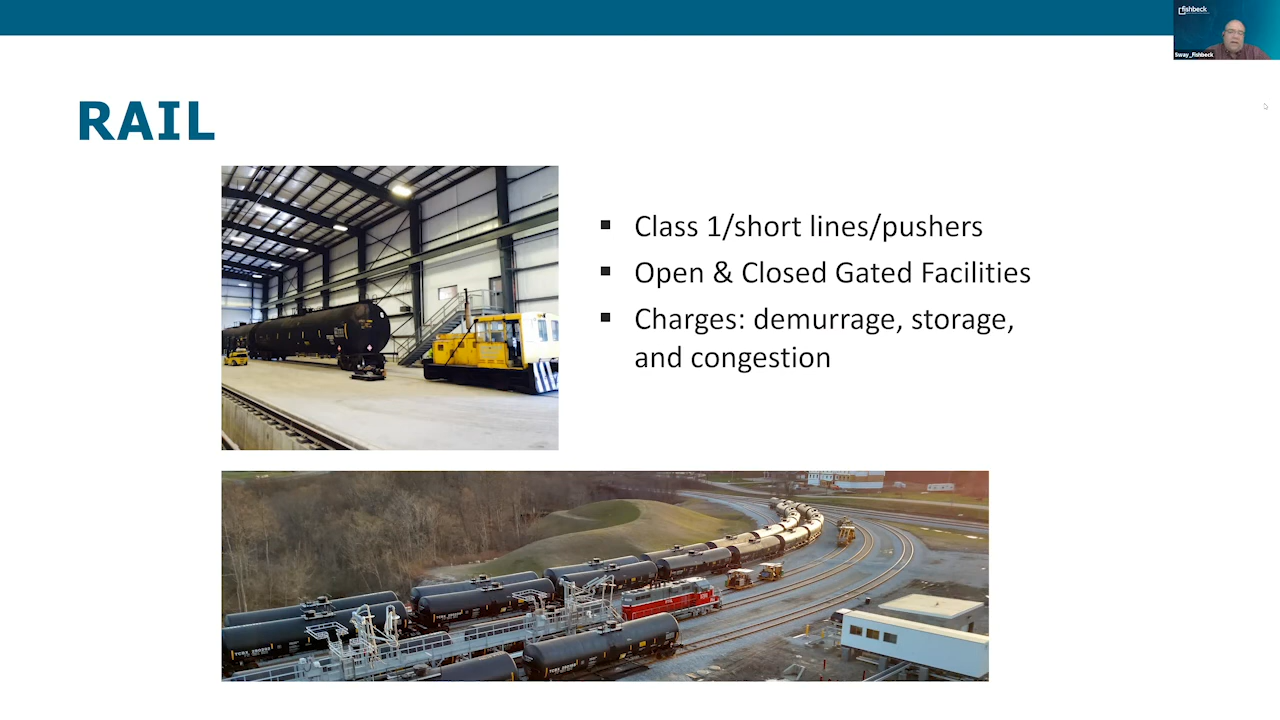 fishbeck
Sway_Fishbeck
RAIL
▪ Class 1/short lines/pushers
▪ Open & Closed Gated Facilities
▪ Charges: demurrage, storage,
and congestion